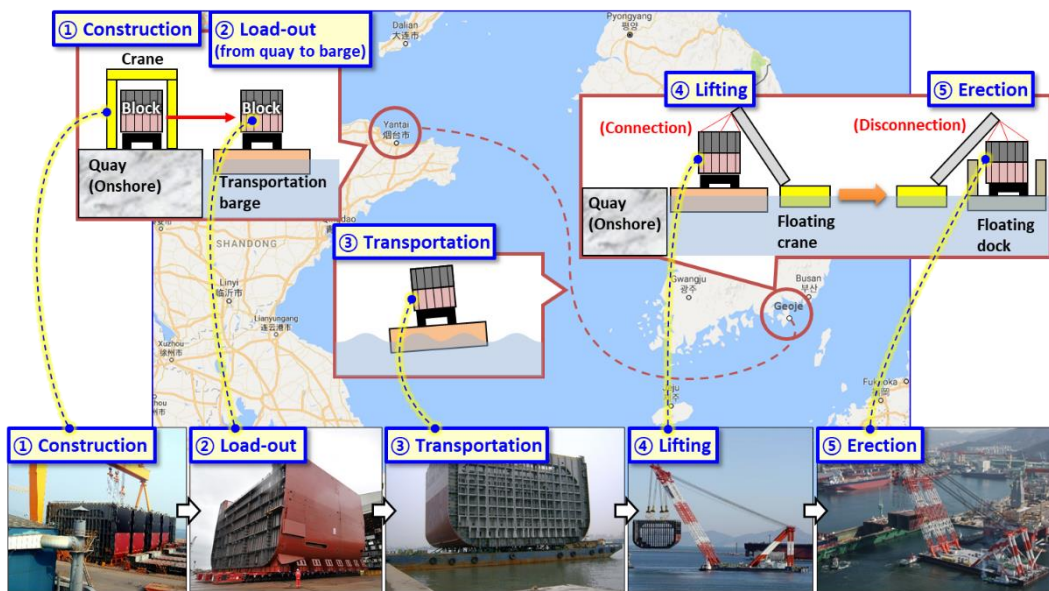 ① Construction
② Load-out
(from quay to barge)
Crane
Block
Block
Quay
(Onshore)
Transportation
barge
③ Transportation
④ Lifting
⑤ Erection
(Connection)
(Disconnection)
Quay
(Onshore)
Floating
crane
Floating
dock
Dalian
大连市
Pyongyang
평양
Yantai
烟台市
SHANDONG
Linyi
临沂市
Lianyungang
连云港市
Xuzhou
徐州市
Gwangju
광주
Busan
부산
Geoje
① Construction
② Load-out
③ Transportation
④ Lifting
⑤ Erection